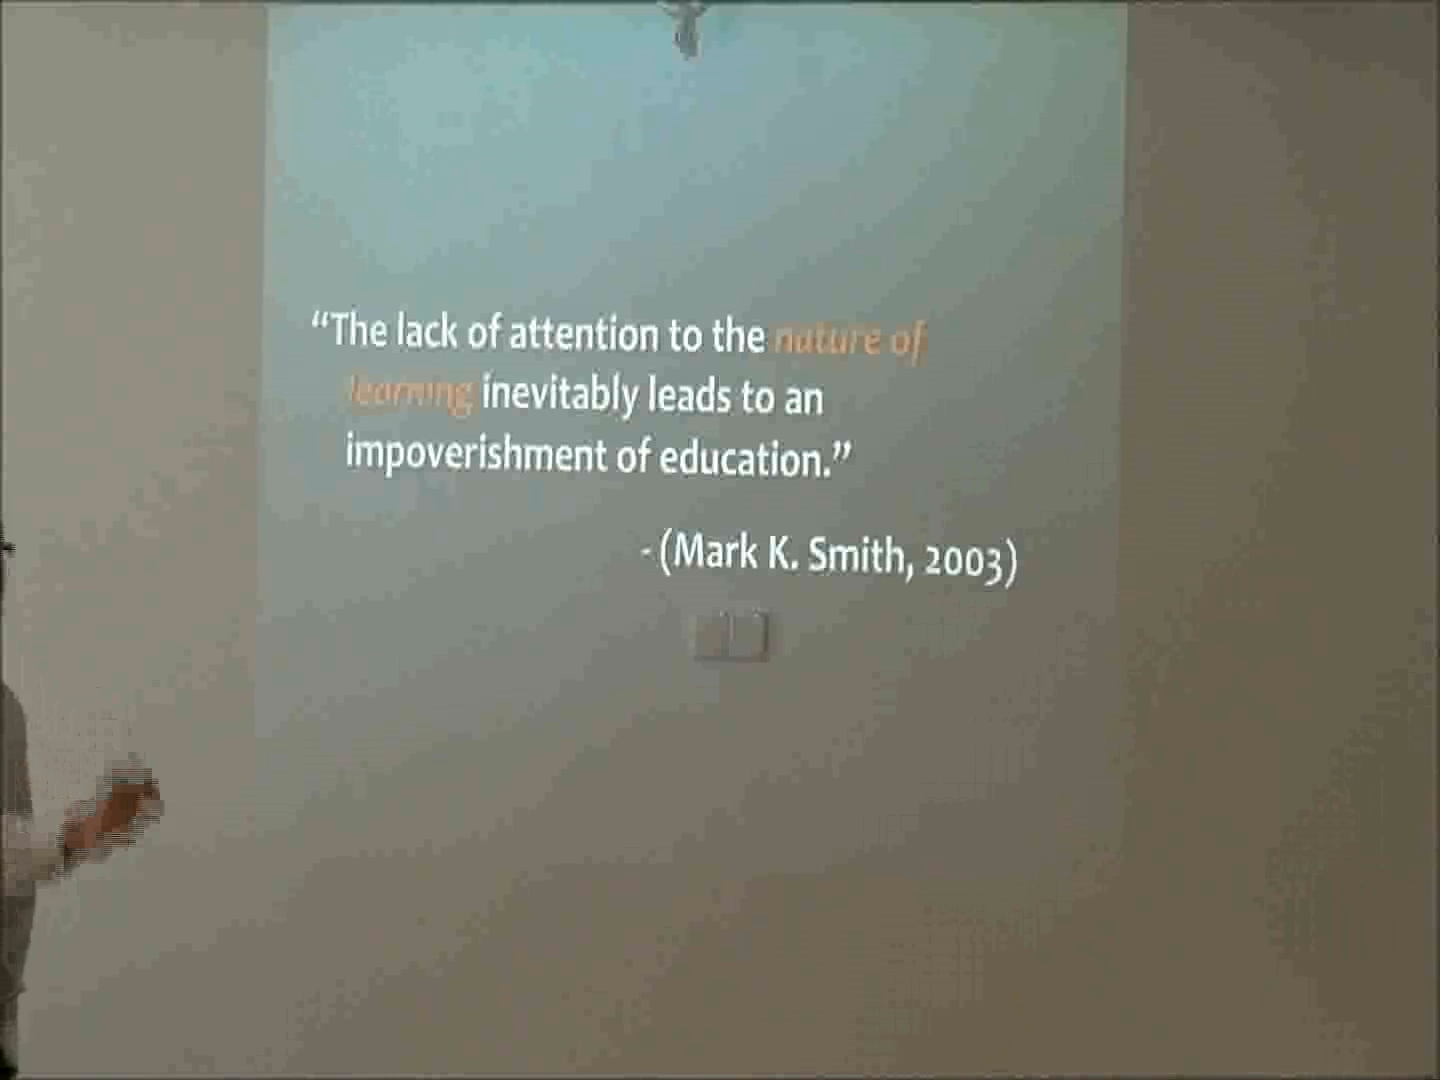 “The lack of attention to the nature of
learning inevitably leads to an
impoverishment of education.”
- (Mark K. Smith, 2003)